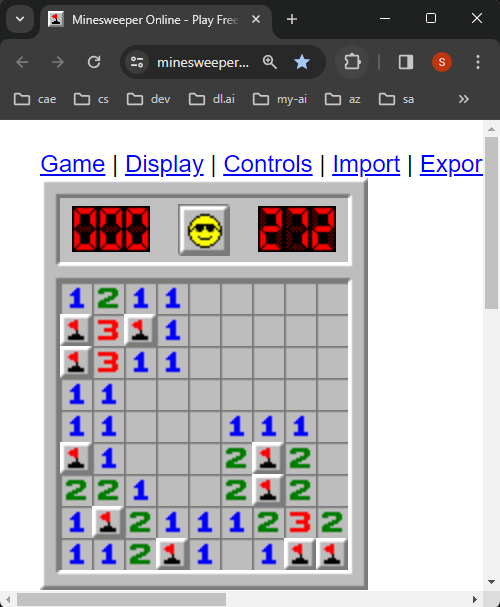 Minesweeper Online - Play Free
minesweeper...
S
cae cs dev dl.ai my-ai az sa »
Game | Display | Controls | Import | Expor
000 272
1 2 1 1
3 1
3 1 1
1 1
1 1 1 1 1
1 2 2
2 2 1 2 2
1 2 1 1 1 2 3 2
1 1 2 1 1